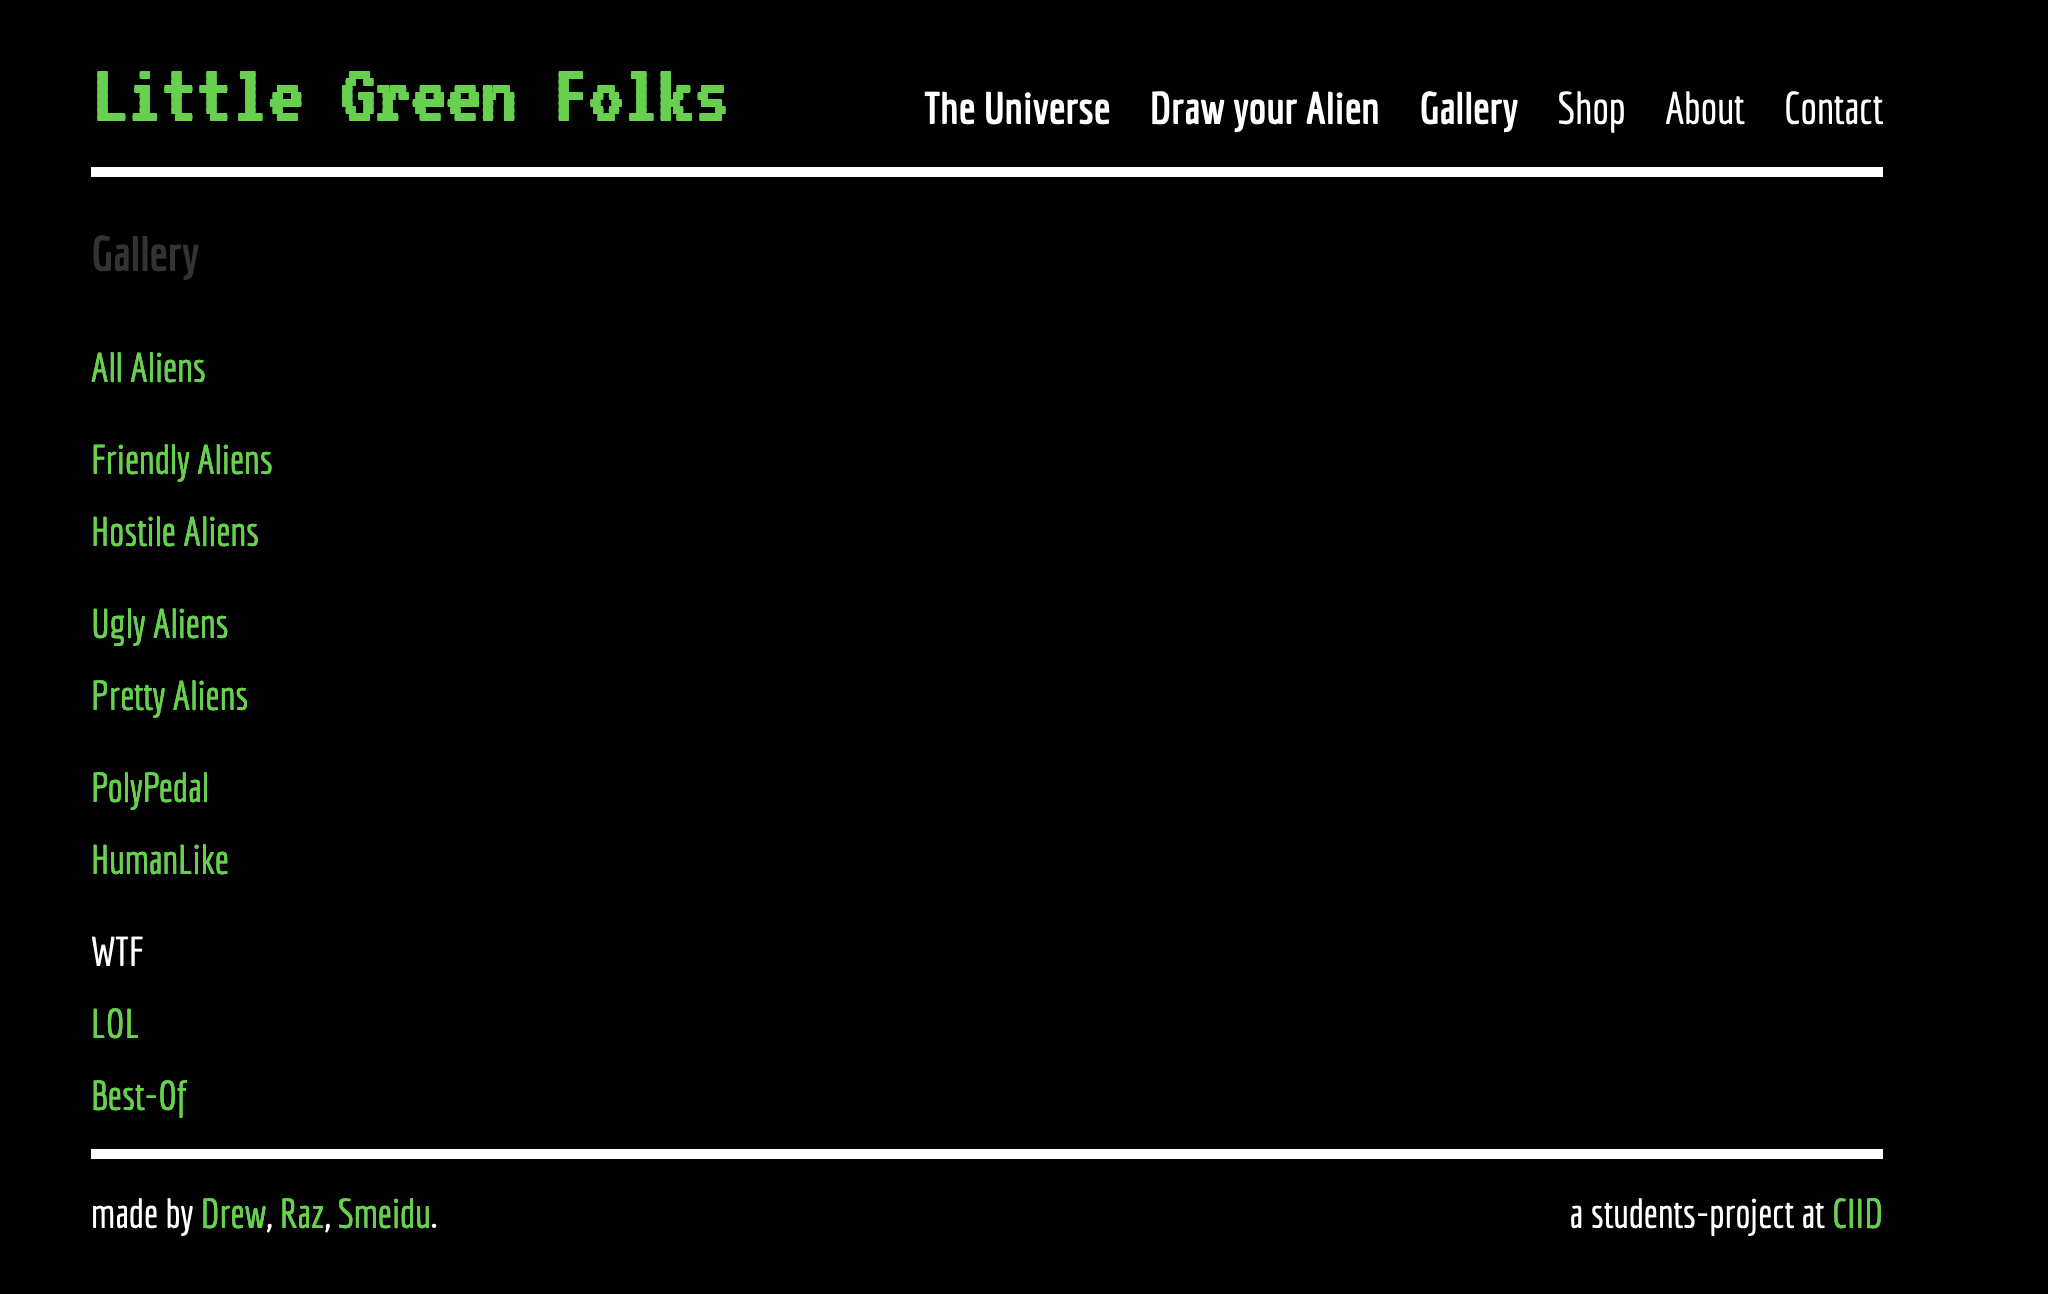 Little Green Folks
The Universe Draw your Alien Gallery Shop About Contact
Gallery
All Aliens
Friendly Aliens
Hostile Aliens
Ugly Aliens
Pretty Aliens
PolyPedal
HumanLike
WTF
LOL
Best-Of
made by Drew, Raz, Smeidu.
a students-project at CIID